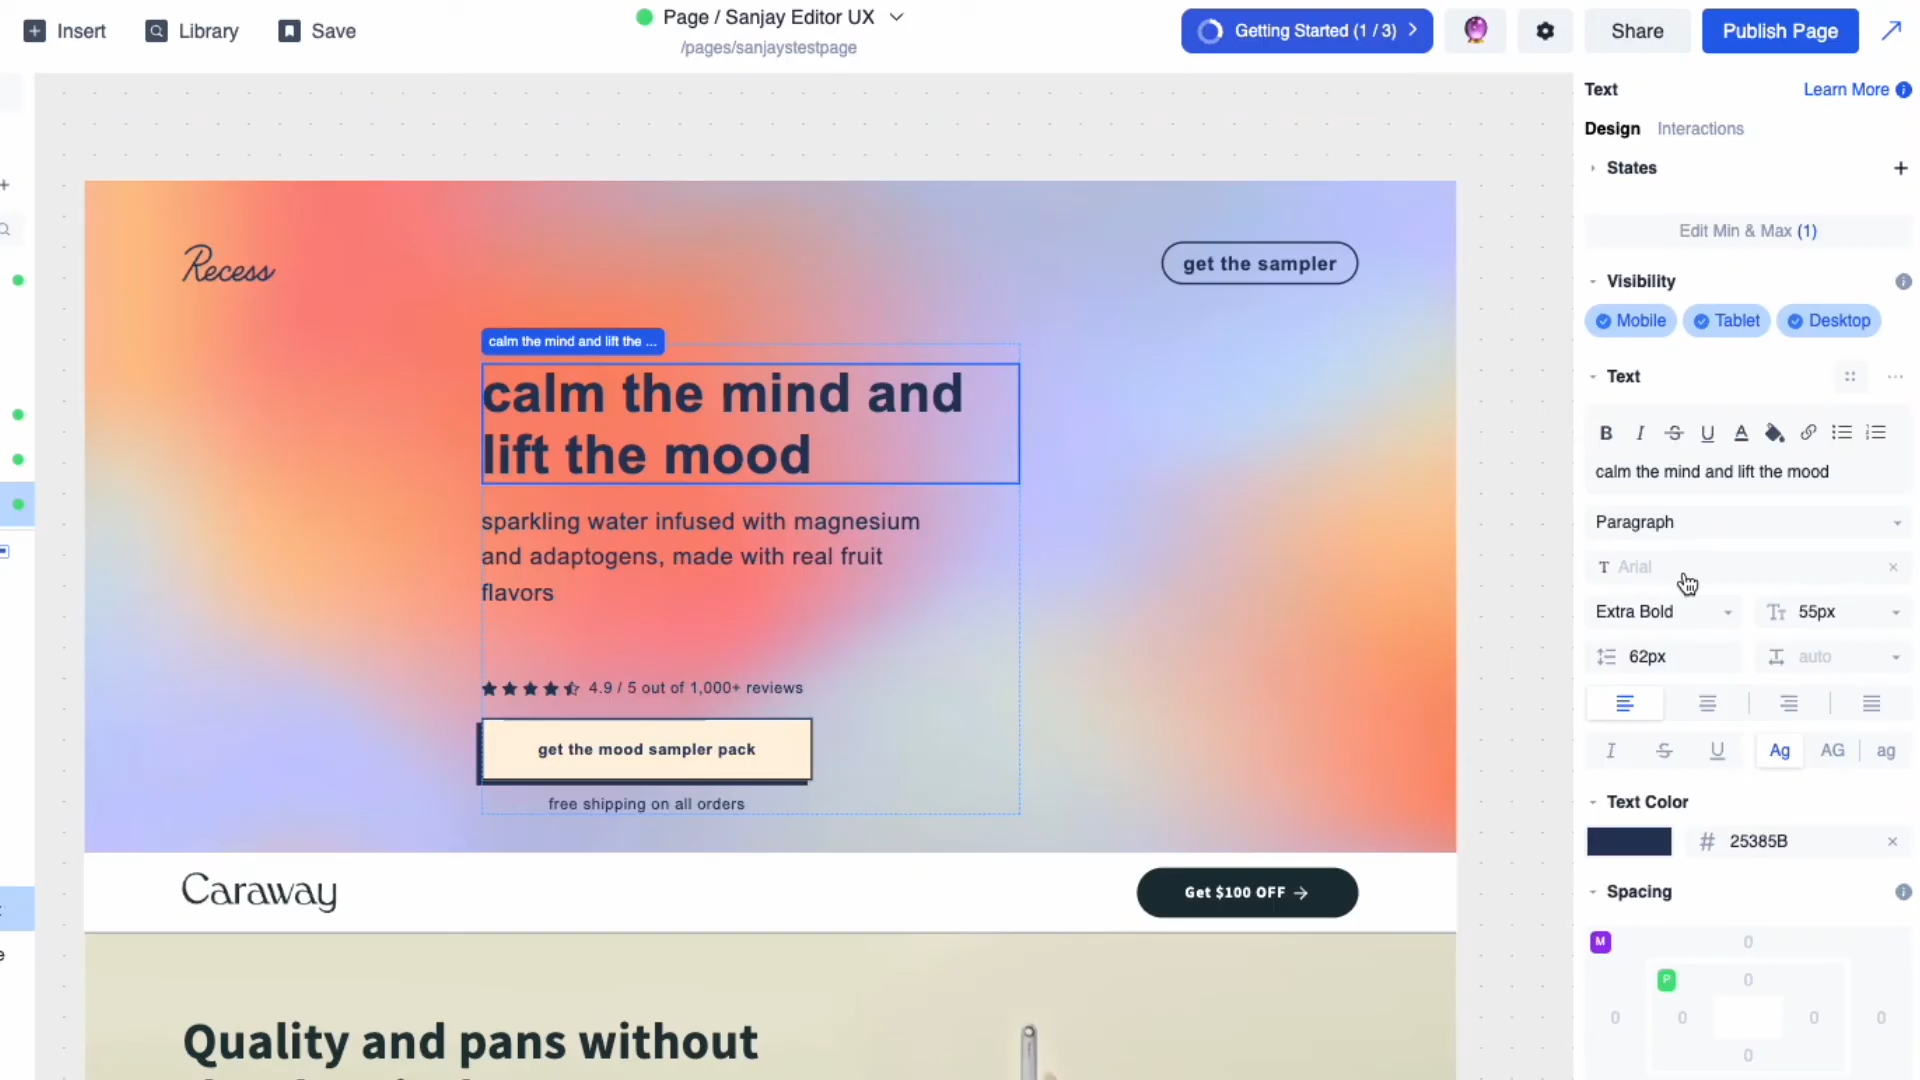 Insert
Library
Save
Page / Sanjay Editor UX
/pages/sanjaystestpage
Getting Started (1 / 3)
Share
Publish Page
Text
Learn More
Design
Interactions
States
Edit Min & Max (1)
Visibility
Mobile
Tablet
Desktop
Text
B I S U A
calm the mind and lift the mood
Paragraph
T Arial
Extra Bold
55px
62px
auto
I S U Ag AG ag
Text Color
# 25385B
Spacing
M
0
P
0
0
0
0
0
0
Recess
get the sampler
calm the mind and lift the ...
calm the mind and
lift the mood
sparkling water infused with magnesium
and adaptogens, made with real fruit
flavors
4.9 / 5 out of 1,000+ reviews
get the mood sampler pack
free shipping on all orders
Caraway
Get $100 OFF →
Quality and pans without